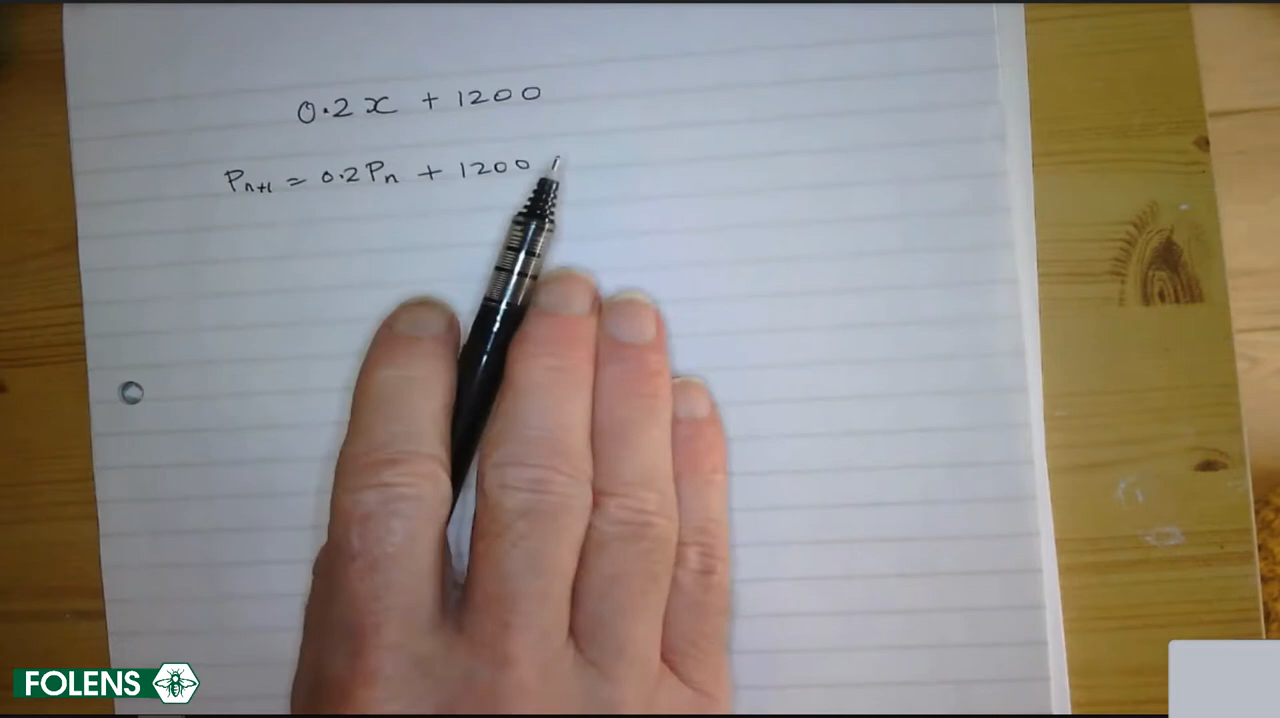 0.2x + 1200
Pn+1 = 0.2Pn + 1200
FOLENS